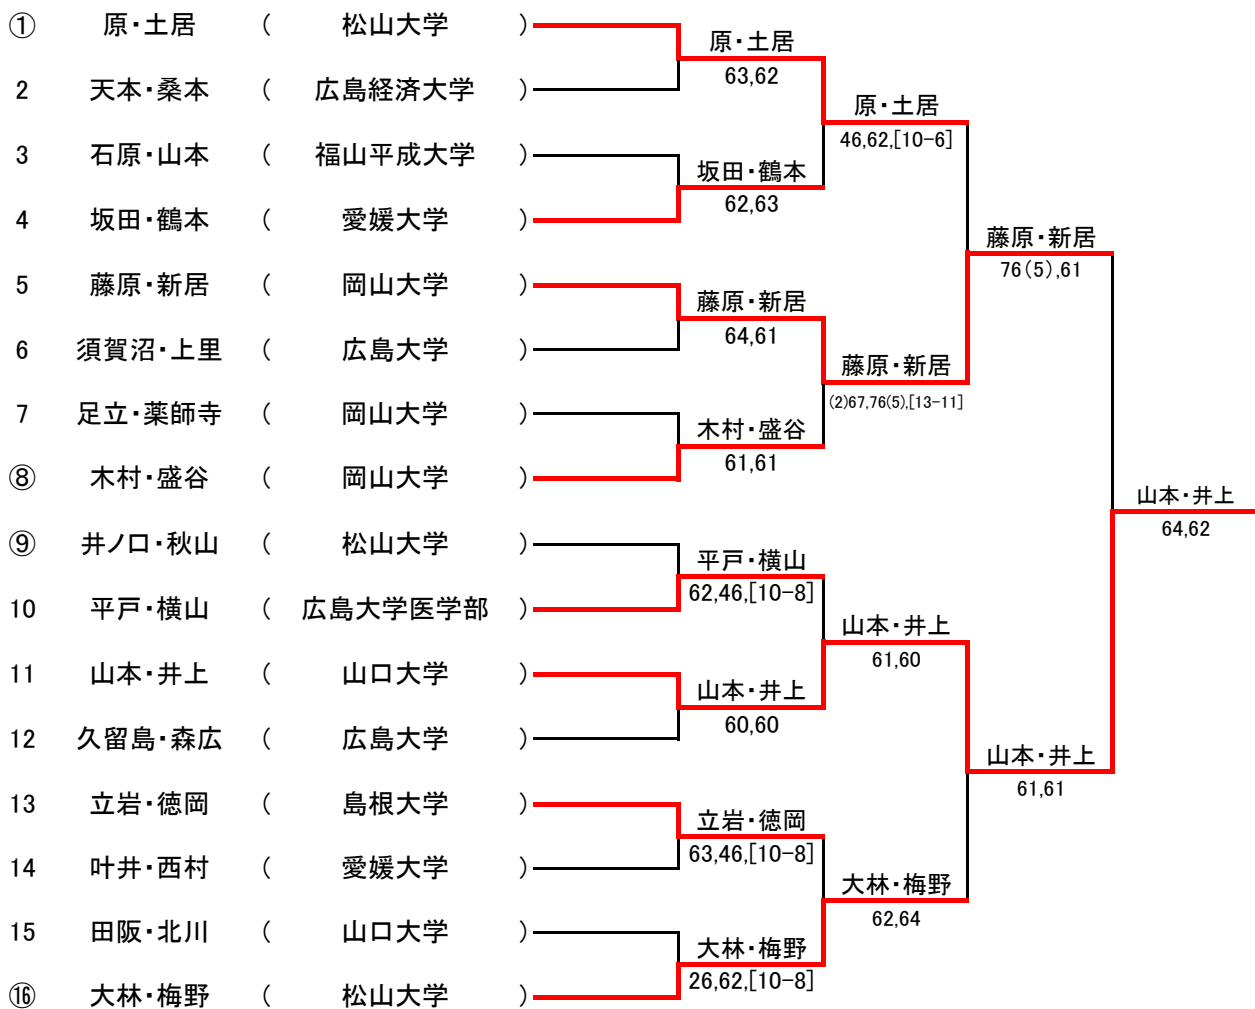 ① 原・土居 ( 松山大学 )
2 天本・桑本 ( 広島経済大学 )
3 石原・山本 ( 福山平成大学 )
4 坂田・鶴本 ( 愛媛大学 )
5 藤原・新居 ( 岡山大学 )
6 須賀沼・上里 ( 広島大学 )
7 足立・薬師寺 ( 岡山大学 )
⑧ 木村・盛谷 ( 岡山大学 )
⑨ 井ノ口・秋山 ( 松山大学 )
10 平戸・横山 ( 広島大学医学部 )
11 山本・井上 ( 山口大学 )
12 久留島・森広 ( 広島大学 )
13 立岩・徳岡 ( 島根大学 )
14 叶井・西村 ( 愛媛大学 )
15 田阪・北川 ( 山口大学 )
⑯ 大林・梅野 ( 松山大学 )
原・土居
63,62
坂田・鶴本
62,63
藤原・新居
64,61
木村・盛谷
61,61
平戸・横山
62,46,[10-8]
山本・井上
60,60
立岩・徳岡
63,46,[10-8]
大林・梅野
26,62,[10-8]
原・土居
46,62,[10-6]
藤原・新居
(2)67,76(5),[13-11]
山本・井上
61,60
大林・梅野
62,64
藤原・新居
76(5),61
山本・井上
61,61
山本・井上
64,62